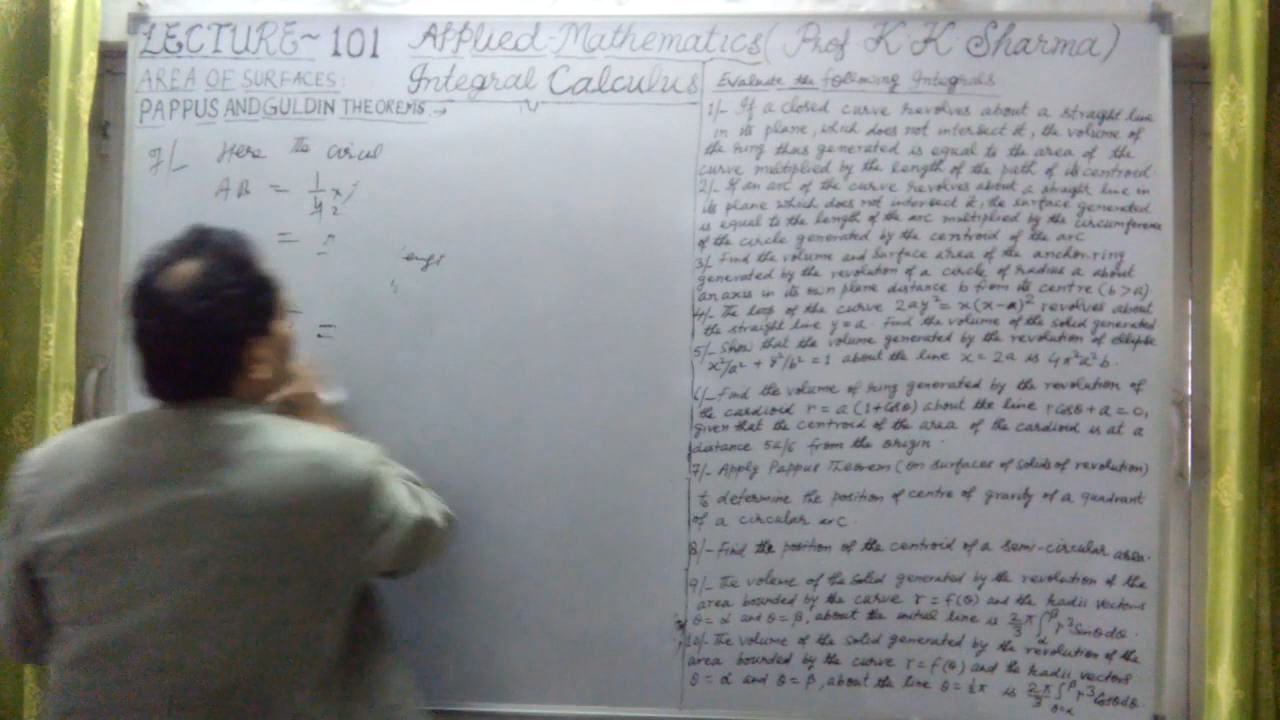 LECTURE~101 Applied-Mathematics (Prof K.K. Sharma)
AREA OF SURFACES:
Integral Calculus
PAPPUS AND GULDIN THEOREMS.→
7/- Here the
AB = 1/4 x
=
=
Evaluate the following Integrals
1/- If a closed curve revolves about a straight line
in its plane, which does not intersect it, the volume of
the ring thus generated is equal to the area of the
curve multiplied by the length of the path of its centroid.
2/- If an arc of the curve revolves about a straight line in
its plane which does not intersect it, the surface generated
is equal to the length of the arc multiplied by the circumference
of the circle generated by the centroid of the arc
3/- Find the volume and surface area of the anchor-ring
generated by the revolution of a circle of radius a about
an axis in its own plane distance b from its centre (b>a)
4/- The loop of the curve 2ay² = x(x-a)² revolves about
the straight line y=a. Find the volume of the solid generated
5/- Show that the volume generated by the revolution of ellipse
x²/a² + y²/b² = 1 about the line x = 2a is 4π²a²b.
6/- Find the volume of ring generated by the revolution of
the cardioid r = a(1+cosθ) about the line r cosθ + a = 0,
given that the centroid of the area of the cardioid is at a
distance 5a/6 from the origin.
7/- Apply Pappus Theorem (on surfaces of solids of revolution)
to determine the position of centre of gravity of a quadrant
of a circular arc.
8/- Find the position of the centroid of a semi-circular area.
9/- The volume of the solid generated by the revolution of the
area bounded by the curve r = f(θ) and the radii vectors
θ = α and θ = β, about the initial line is 2/3 π ∫αβ r³ sinθ dθ.
10/- The volume of the solid generated by the revolution of the
area bounded by the curve r = f(θ) and the radii vectors
θ = α and θ = β, about the line θ = ½π is 2π/3 ∫θ=αβ r³ cosθ dθ.